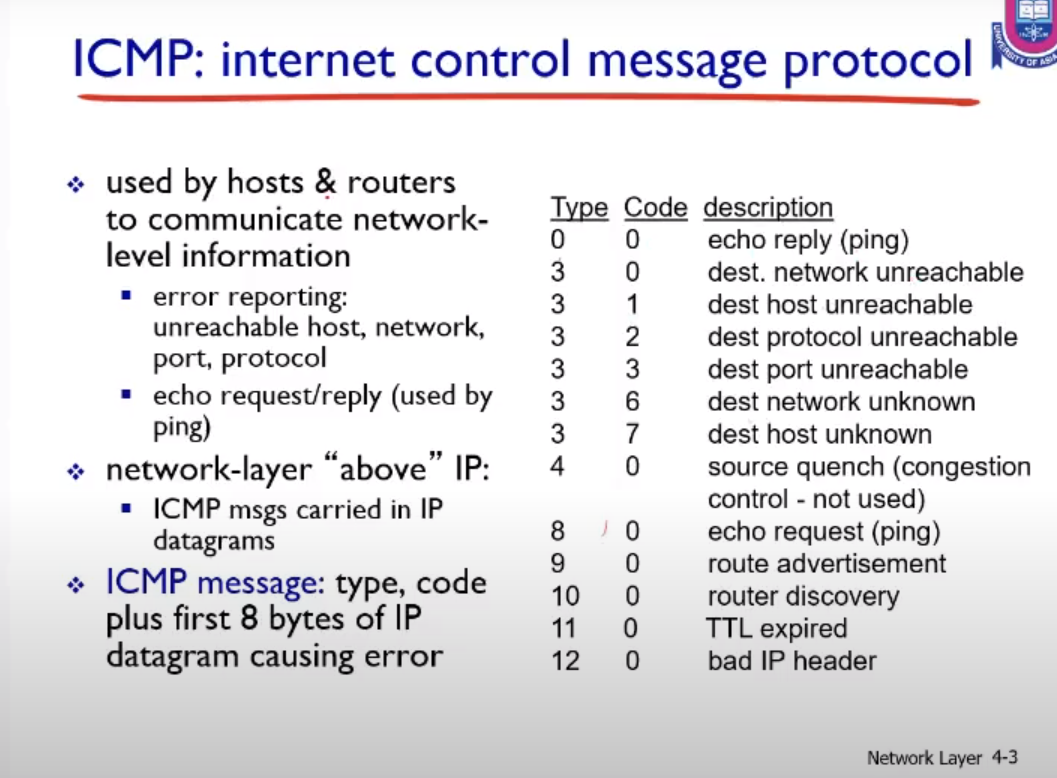 ICMP: internet control message protocol
used by hosts & routers
to communicate network-
level information
error reporting:
unreachable host, network,
port, protocol
echo request/reply (used by
ping)
network-layer “above” IP:
ICMP msgs carried in IP
datagrams
ICMP message: type, code
plus first 8 bytes of IP
datagram causing error
Type Code description
0 0 echo reply (ping)
3 0 dest. network unreachable
3 1 dest host unreachable
3 2 dest protocol unreachable
3 3 dest port unreachable
3 6 dest network unknown
3 7 dest host unknown
4 0 source quench (congestion
control - not used)
8 0 echo request (ping)
9 0 route advertisement
10 0 router discovery
11 0 TTL expired
12 0 bad IP header
Network Layer 4-3